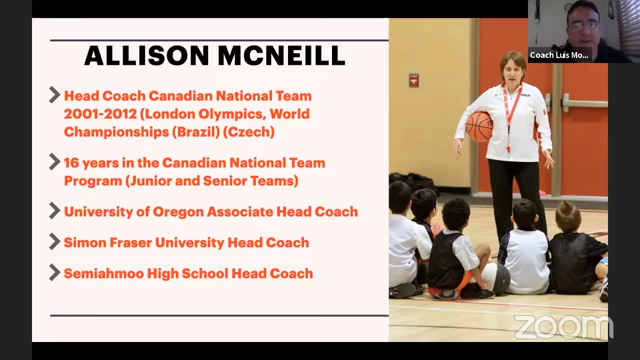 ALLISON MCNEILL
Head Coach Canadian National Team
2001-2012 (London Olympics, World
Championships (Brazil) (Czech)
16 years in the Canadian National Team
Program (Junior and Senior Teams)
University of Oregon Associate Head Coach
Simon Fraser University Head Coach
Semiahmoo High School Head Coach
Coach Luis Mo...
zoom